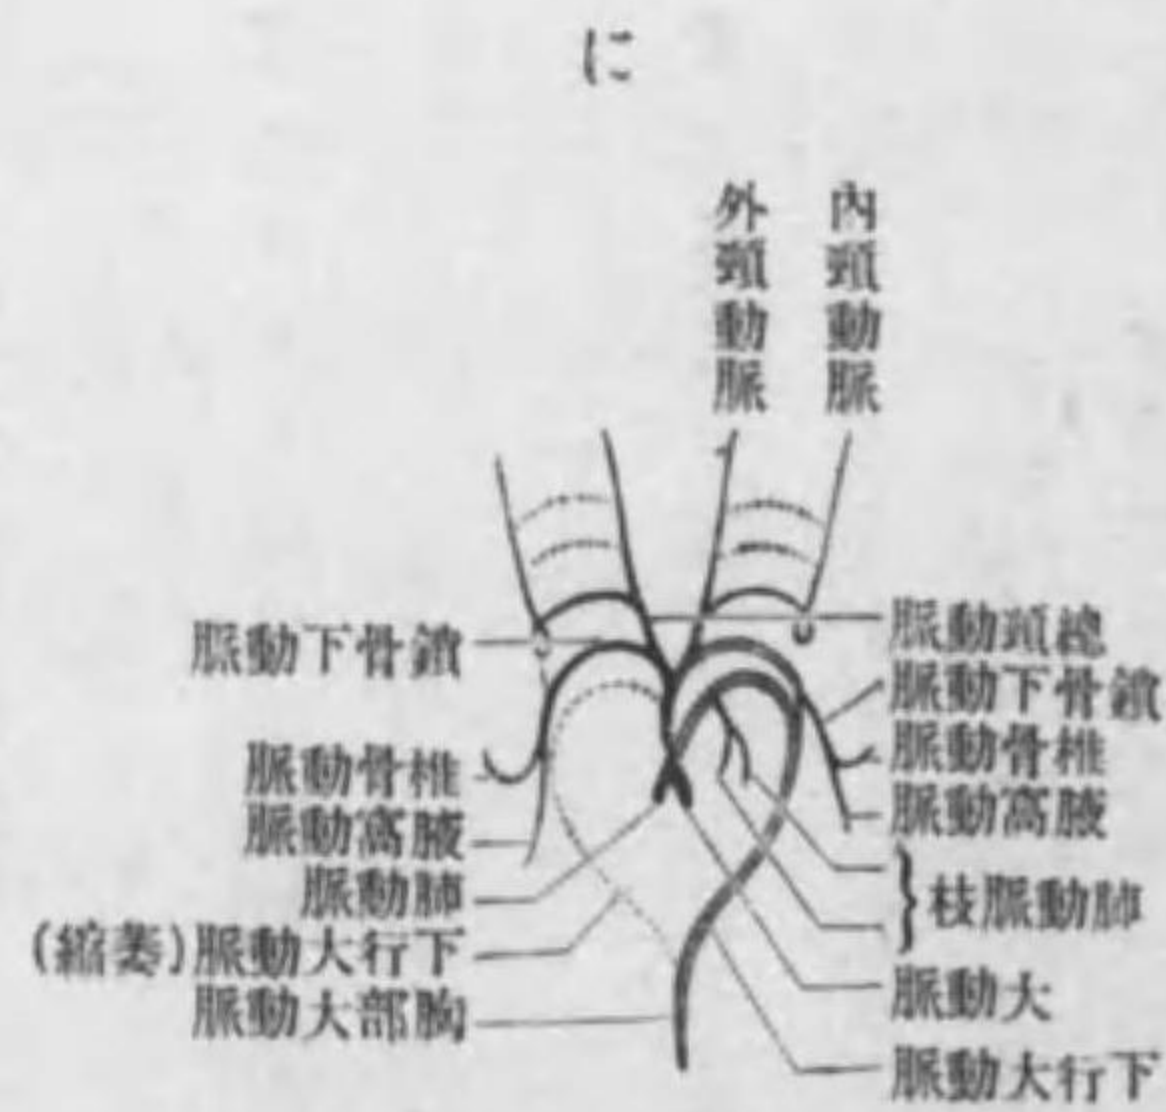 に
內頸動脈
外頸動脈
總頸動脈
鎖骨下動脈
椎骨動脈
腋窩動脈
肺動脈枝
大動脈
下行大動脈
鎖骨下動脈
椎骨動脈
腋窩動脈
肺動脈
下行大動脈(萎縮)
胸部大動脈